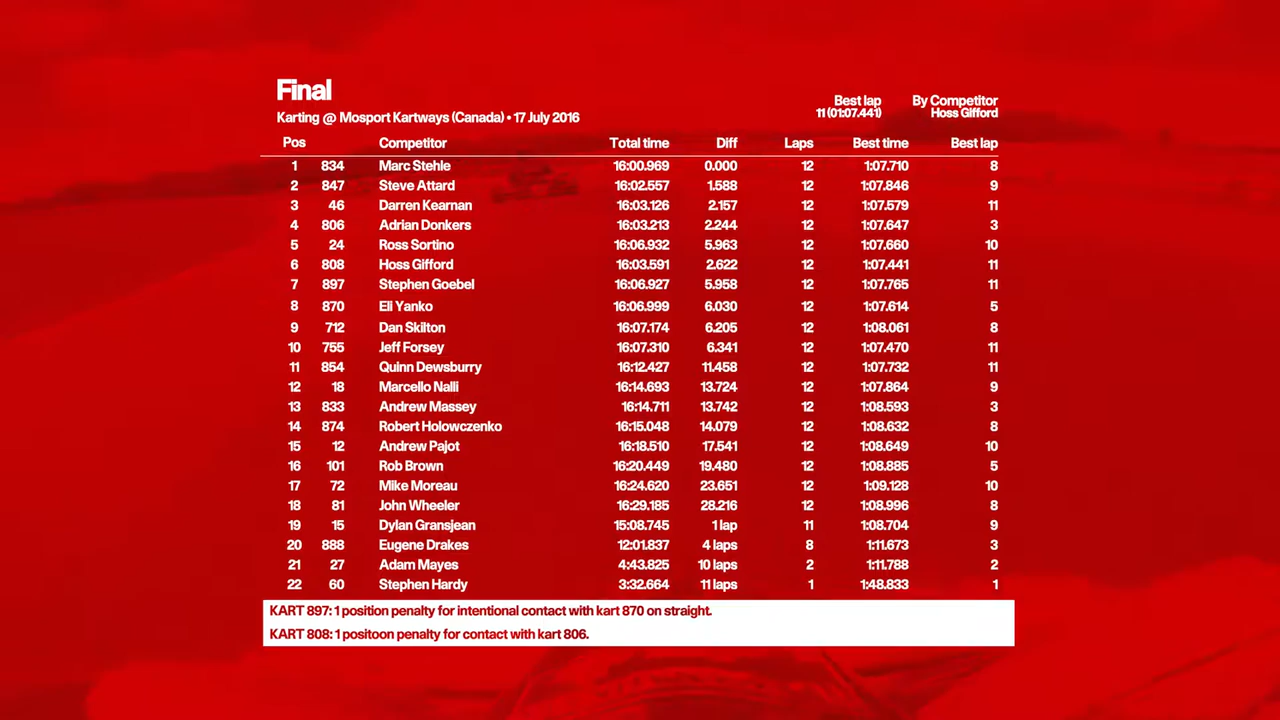 Final
Karting @ Mosport Kartways (Canada) • 17 July 2016
Best lap By Competitor
11 (01:07.441) Hoss Gifford
Pos Competitor Total time Diff Laps Best time Best lap
1 834 Marc Stehle 16:00.969 0.000 12 1:07.710 8
2 847 Steve Attard 16:02.557 1.588 12 1:07.846 9
3 46 Darren Kearnan 16:03.126 2.157 12 1:07.579 11
4 806 Adrian Donkers 16:03.213 2.244 12 1:07.647 3
5 24 Ross Sortino 16:06.932 5.963 12 1:07.660 10
6 808 Hoss Gifford 16:03.591 2.622 12 1:07.441 11
7 897 Stephen Goebel 16:06.927 5.958 12 1:07.765 11
8 870 Eli Yanko 16:06.999 6.030 12 1:07.614 5
9 712 Dan Skilton 16:07.174 6.205 12 1:08.061 8
10 755 Jeff Forsey 16:07.310 6.341 12 1:07.470 11
11 854 Quinn Dewsburry 16:12.427 11.458 12 1:07.732 11
12 18 Marcello Nalli 16:14.693 13.724 12 1:07.864 9
13 833 Andrew Massey 16:14.711 13.742 12 1:08.593 3
14 874 Robert Holowczenko 16:15.048 14.079 12 1:08.632 8
15 12 Andrew Pajot 16:18.510 17.541 12 1:08.649 10
16 101 Rob Brown 16:20.449 19.480 12 1:08.885 5
17 72 Mike Moreau 16:24.620 23.651 12 1:09.128 10
18 81 John Wheeler 16:29.185 28.216 12 1:08.996 8
19 15 Dylan Gransjean 15:08.745 1 lap 11 1:08.704 9
20 888 Eugene Drakes 12:01.837 4 laps 8 1:11.673 3
21 27 Adam Mayes 4:43.825 10 laps 2 1:11.788 2
22 60 Stephen Hardy 3:32.664 11 laps 1 1:48.833 1
KART 897: 1 position penalty for intentional contact with kart 870 on straight.
KART 808: 1 positoon penalty for contact with kart 806.